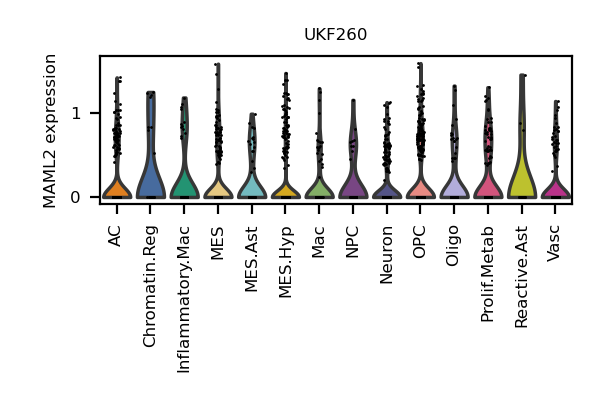 UKF260
MAML2 expression
1
0
AC
Chromatin.Reg
Inflammatory.Mac
MES
MES.Ast
MES.Hyp
Mac
NPC
Neuron
OPC
Oligo
Prolif.Metab
Reactive.Ast
Vasc